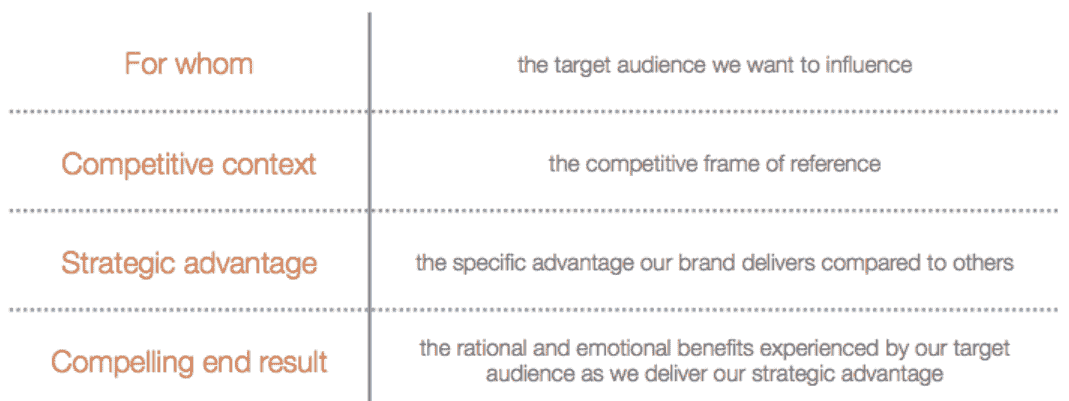 For whom
the target audience we want to influence
Competitive context
the competitive frame of reference
Strategic advantage
the specific advantage our brand delivers compared to others
Compelling end result
the rational and emotional benefits experienced by our target
audience as we deliver our strategic advantage